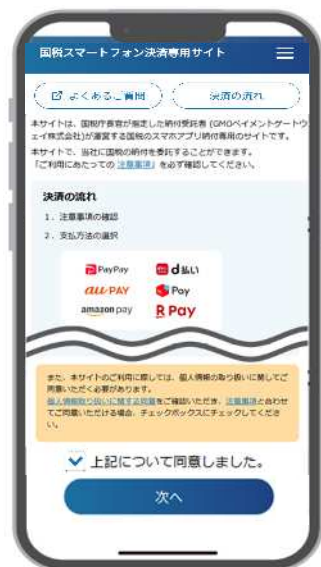 国税スマートフォン決済専用サイト
よくあるご質問
決済の流れ
本サイトは、国税庁長官が指定した納付受託者 (GMOペイメントゲートウ
ェイ株式会社)が運営する国税のスマホアプリ納付専用のサイトです。
本サイトで、当社に国税の納付を委託することができます。
「ご利用にあたっての 注意事項」を必ず確認してください。
決済の流れ
1. 注意事項の確認
2. 支払方法の選択
PayPay
d払い
au PAY
Pay
amazon pay
R Pay
また、本サイトのご利用に際しては、個人情報の取り扱いに関してご
同意いただく必要があります。
個人情報取り扱いに関する同意をご確認いただき、注意事項と合わせ
てご同意いただける場合、チェックボックスにチェックしてくださ
い。
上記について同意しました。
次へ